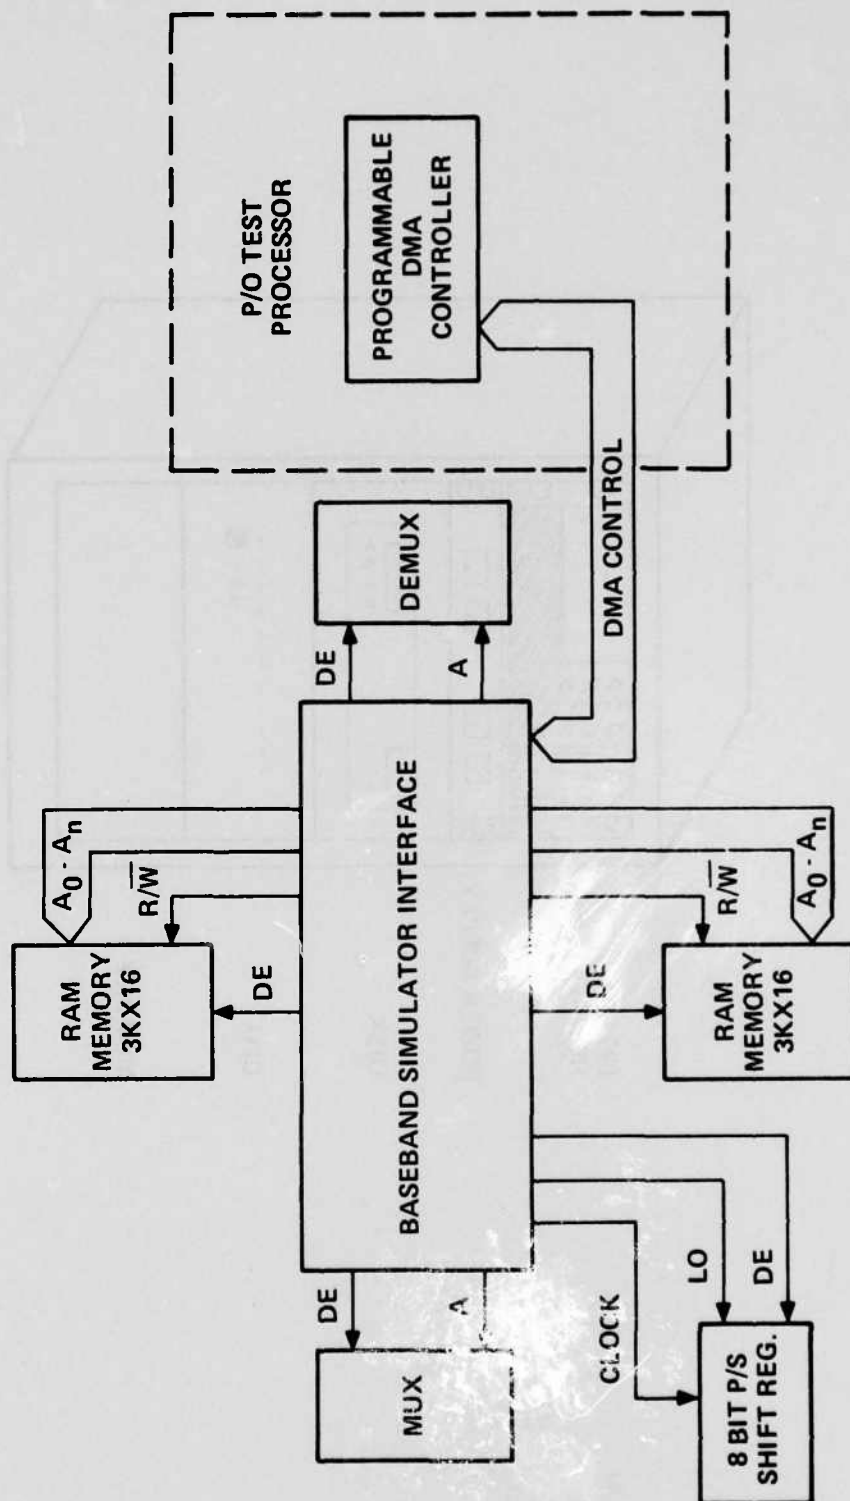 RAM
MEMORY
3KX16
A0 - An
R/W̅
DE
P/O TEST
PROCESSOR
PROGRAMMABLE
DMA
CONTROLLER
MUX
DE
A
BASEBAND SIMULATOR INTERFACE
DE
A
DEMUX
DMA CONTROL
CLOCK
LO
DE
8 BIT P/S
SHIFT REG.
DE
R/W̅
A0 - An
RAM
MEMORY
3KX16